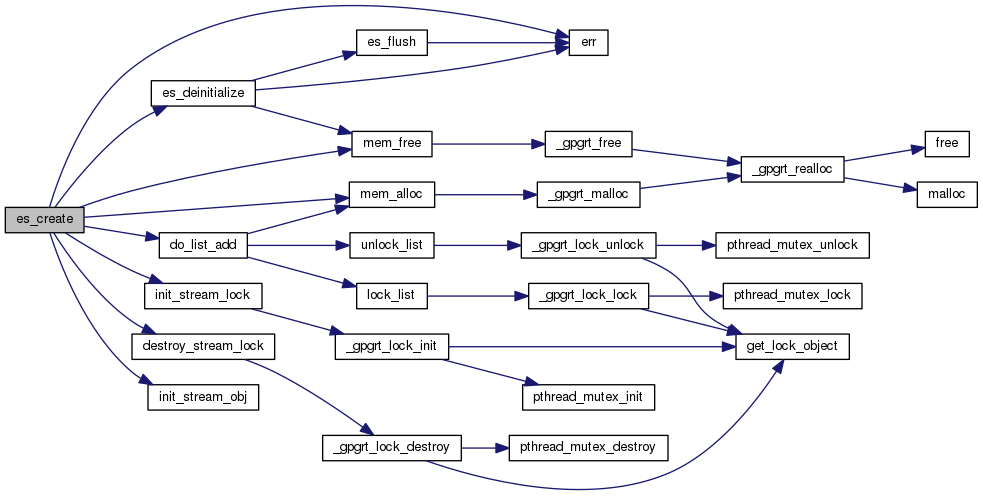 es_create
es_deinitialize
es_flush
err
mem_free
_gpgrt_free
_gpgrt_realloc
free
malloc
mem_alloc
_gpgrt_malloc
do_list_add
unlock_list
_gpgrt_lock_unlock
pthread_mutex_unlock
lock_list
_gpgrt_lock_lock
pthread_mutex_lock
init_stream_lock
_gpgrt_lock_init
get_lock_object
destroy_stream_lock
pthread_mutex_init
init_stream_obj
_gpgrt_lock_destroy
pthread_mutex_destroy